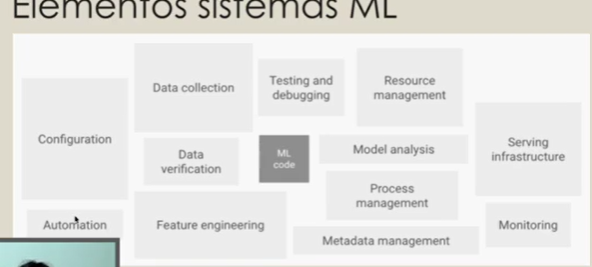 Elementos sistemas ML
Configuration
Automation
Data collection
Data
verification
Feature engineering
Testing and
debugging
ML
code
Resource
management
Model analysis
Process
management
Metadata management
Serving
infrastructure
Monitoring